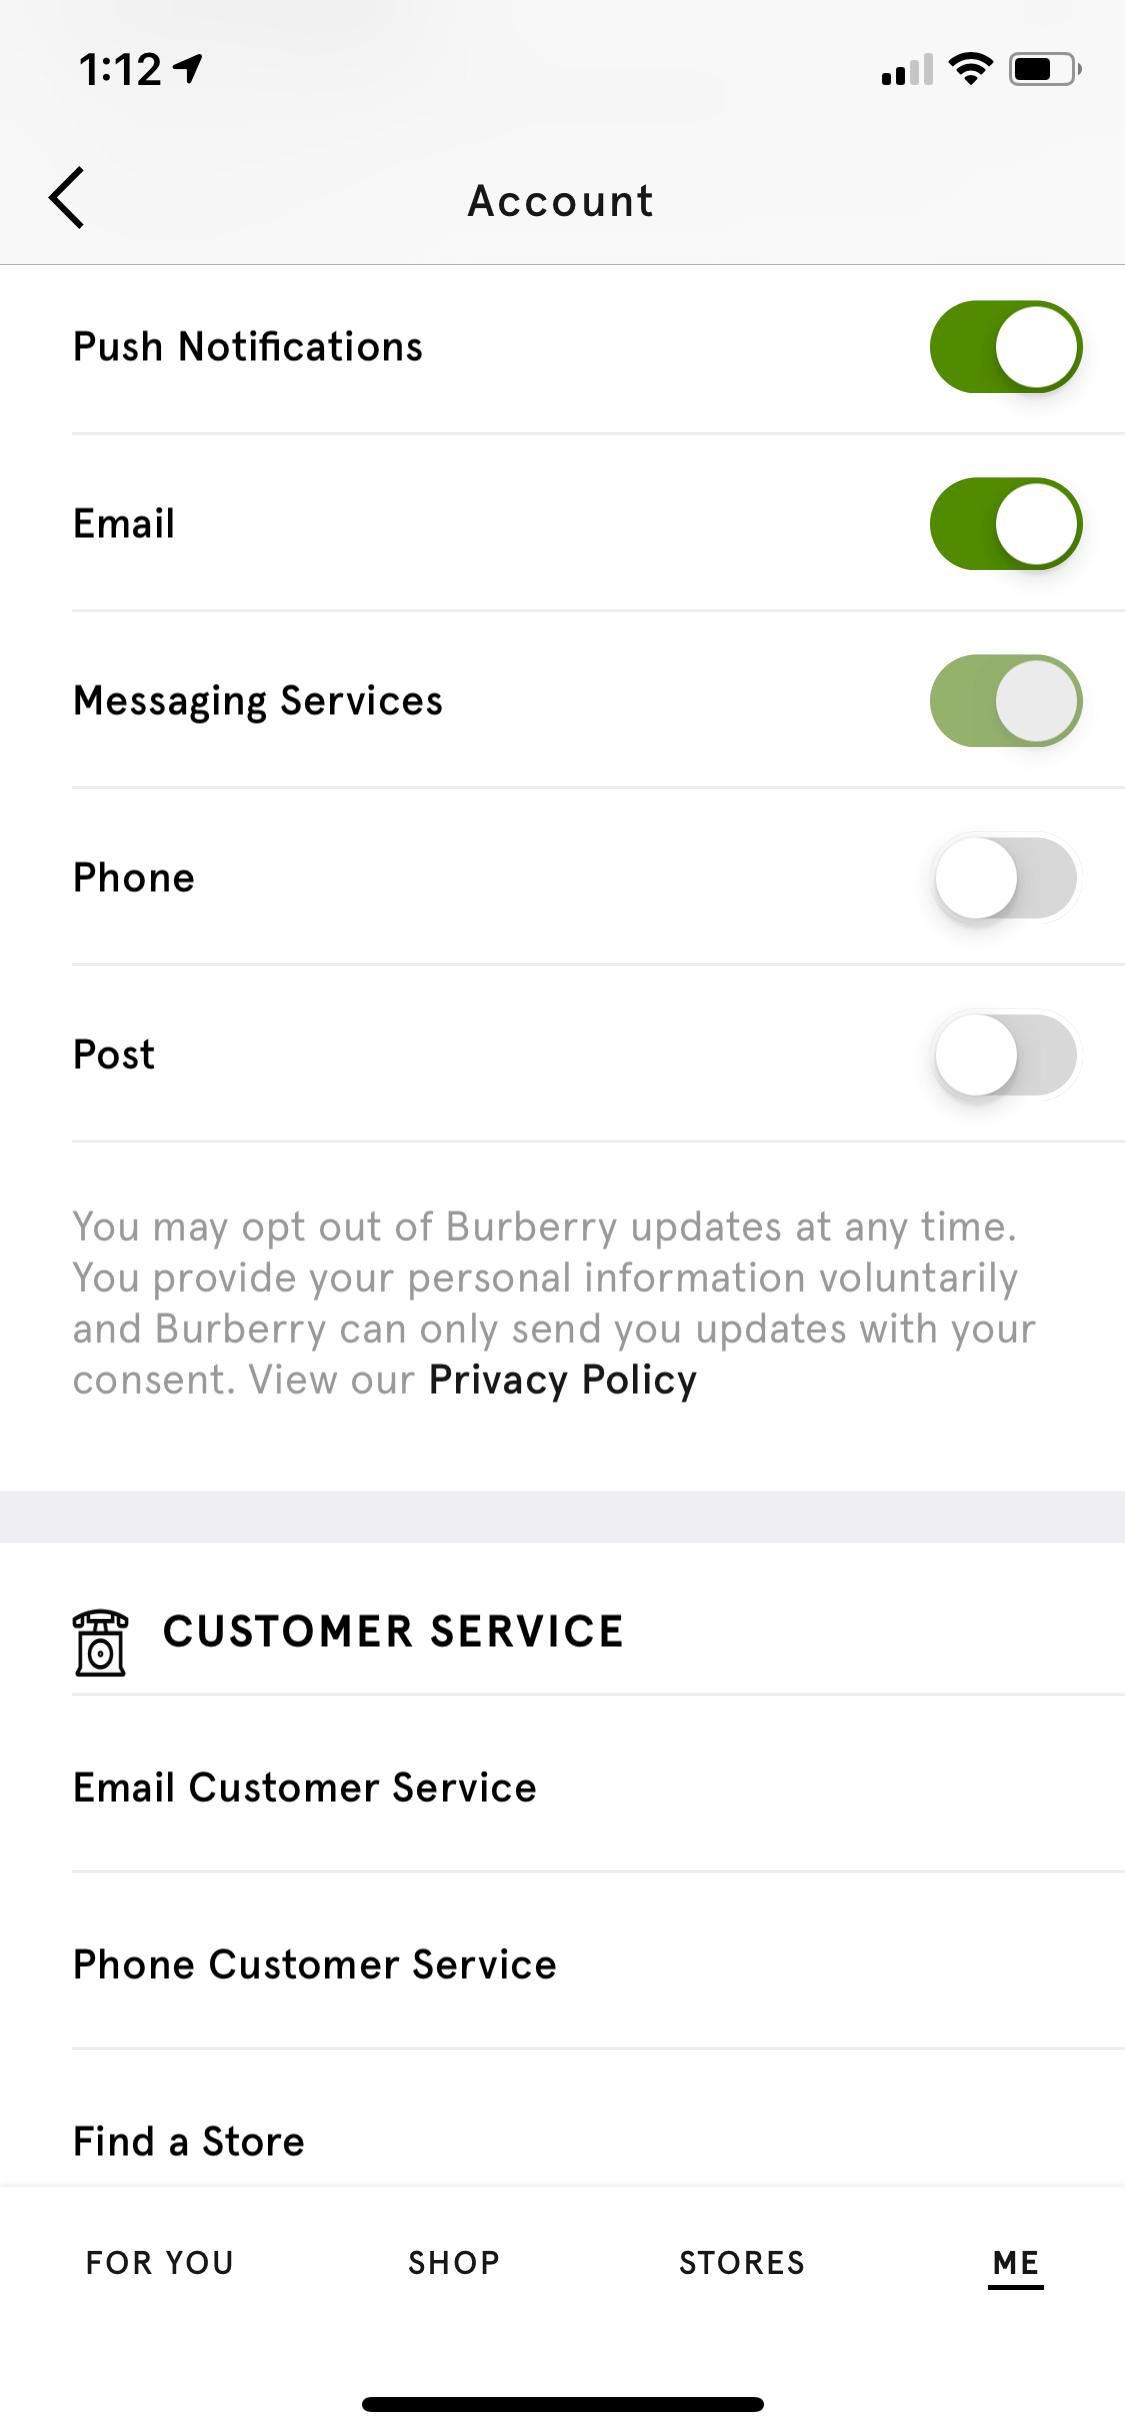 1:12
Account
Push Notifications
Email
Messaging Services
Phone
Post
You may opt out of Burberry updates at any time.
You provide your personal information voluntarily
and Burberry can only send you updates with your
consent. View our Privacy Policy
CUSTOMER SERVICE
Email Customer Service
Phone Customer Service
Find a Store
FOR YOU SHOP STORES ME